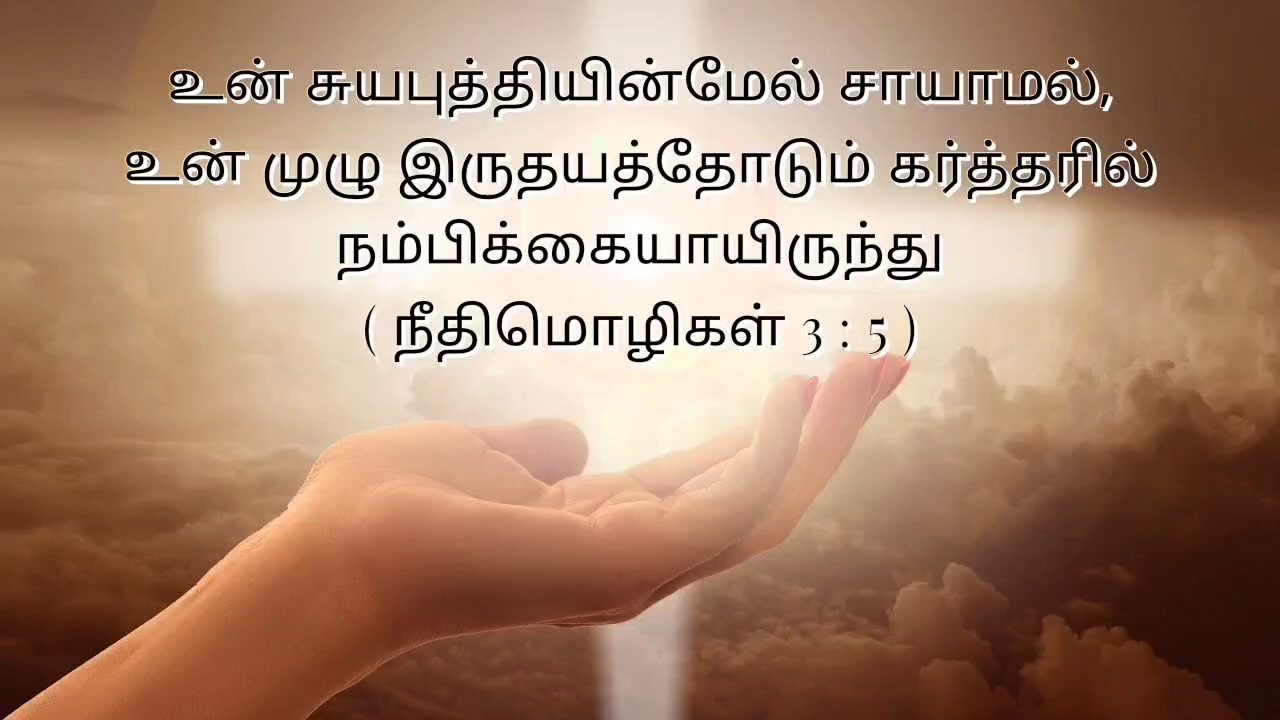 உன் சுயபுத்தியின்மேல் சாயாமல்,
உன் முழு இருதயத்தோடும் கர்த்தரில்
நம்பிக்கையாயிருந்து
( நீதிமொழிகள் 3 : 5 )